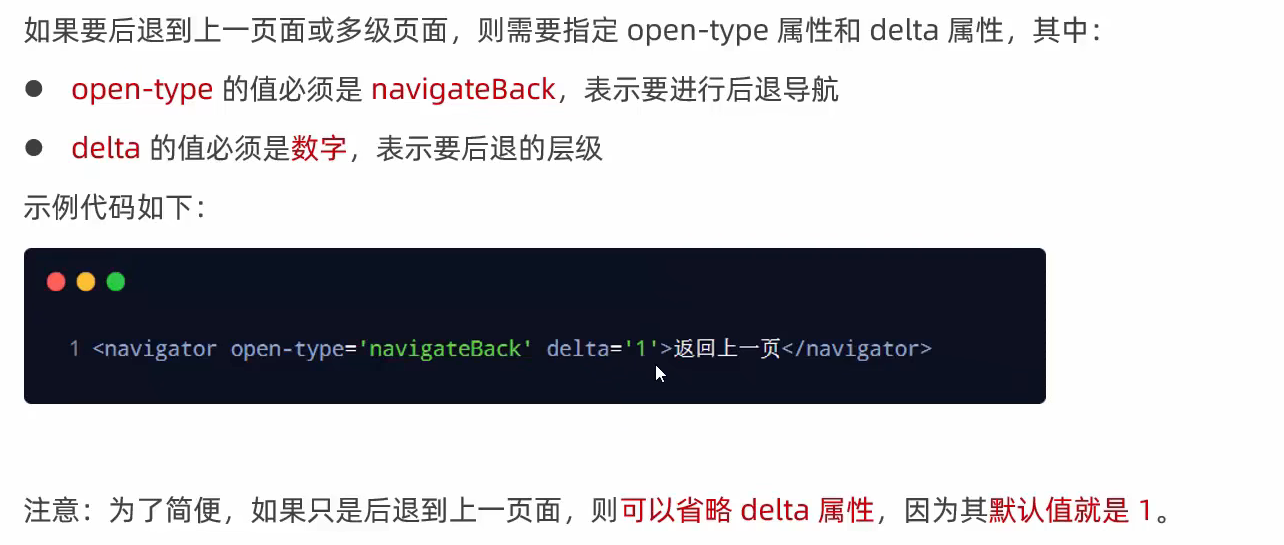 如果要后退到上一页面或多级页面，则需要指定 open-type 属性和 delta 属性，其中：
● open-type 的值必须是 navigateBack，表示要进行后退导航
● delta 的值必须是数字，表示要后退的层级
示例代码如下：
1 <navigator open-type='navigateBack' delta='1'>返回上一页</navigator>
注意：为了简便，如果只是后退到上一页面，则可以省略 delta 属性，因为其默认值就是 1。